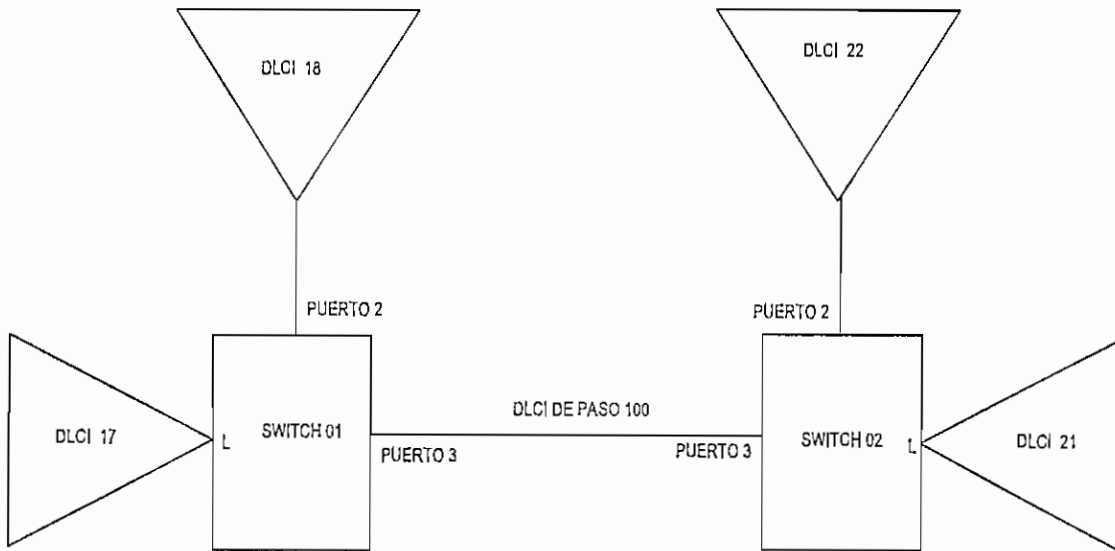 DLCI 18
DLCI 22
PUERTO 2
PUERTO 2
DLCI 17
L
SWITCH 01
DLCI DE PASO 100
PUERTO 3
PUERTO 3
SWITCH 02
L
DLCI 21